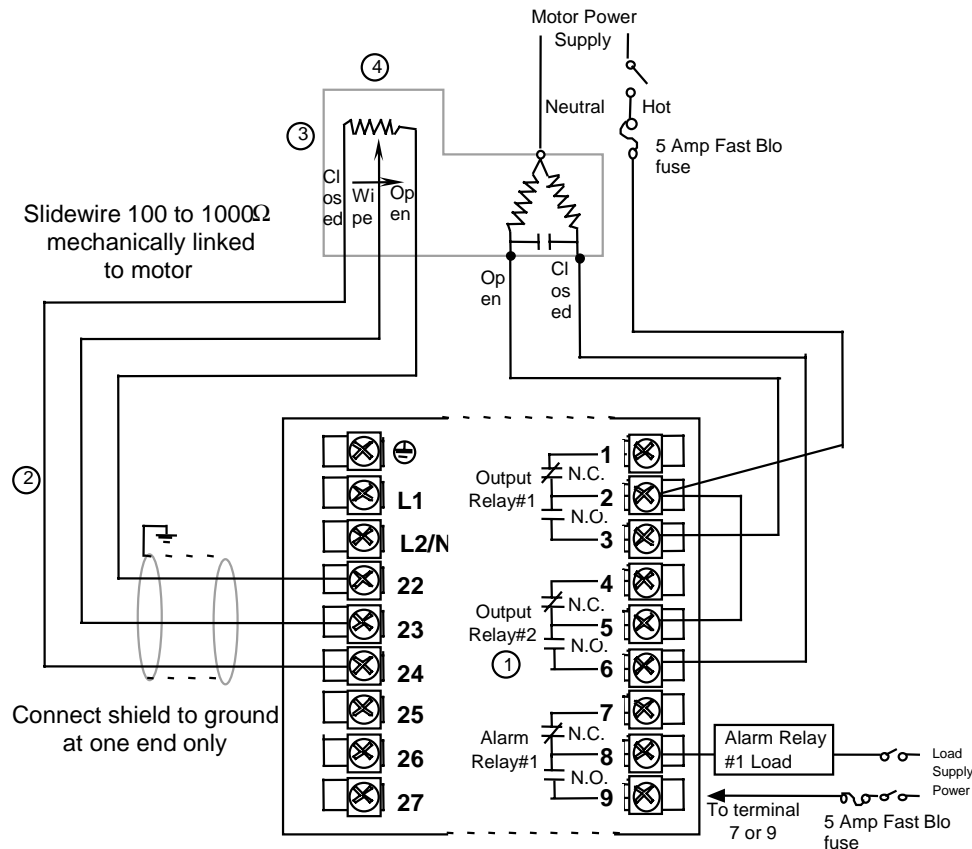 Motor Power
Supply
4
Neutral
Hot
3
5 Amp Fast Blo
fuse
Cl
os
ed
Wi
pe
Op
en
Slidewire 100 to 1000Ω
mechanically linked
to motor
Op
en
Cl
os
ed
2
L1
L2/N
22
23
24
25
26
27
Connect shield to ground
at one end only
Output
Relay#1
1
N.C.
2
N.O.
3
Output
Relay#2
1
4
N.C.
5
N.O.
6
Alarm
Relay#1
7
N.C.
8
N.O.
9
Alarm Relay
#1 Load
Load
Supply
Power
To terminal
7 or 9
5 Amp Fast Blo
fuse